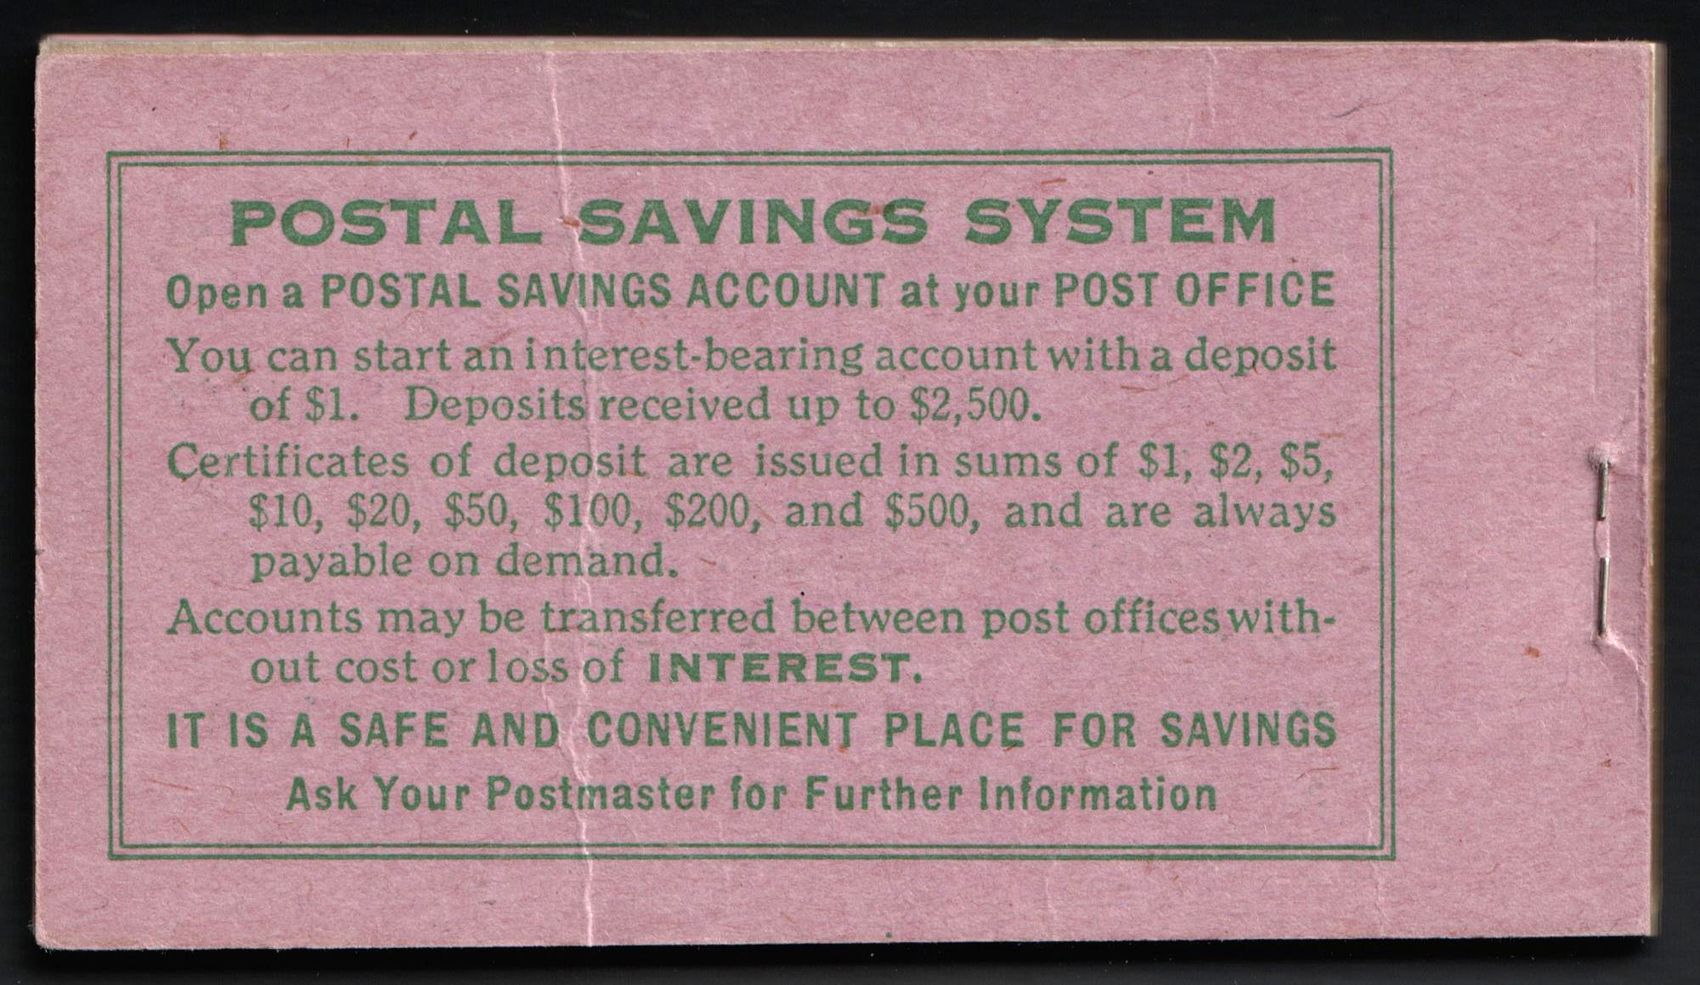 POSTAL SAVINGS SYSTEM
Open a POSTAL SAVINGS ACCOUNT at your POST OFFICE
You can start an interest-bearing account with a deposit
of $1. Deposits received up to $2,500.
Certificates of deposit are issued in sums of $1, $2, $5,
$10, $20, $50, $100, $200, and $500, and are always
payable on demand.
Accounts may be transferred between post offices with-
out cost or loss of INTEREST.
IT IS A SAFE AND CONVENIENT PLACE FOR SAVINGS
Ask Your Postmaster for Further Information